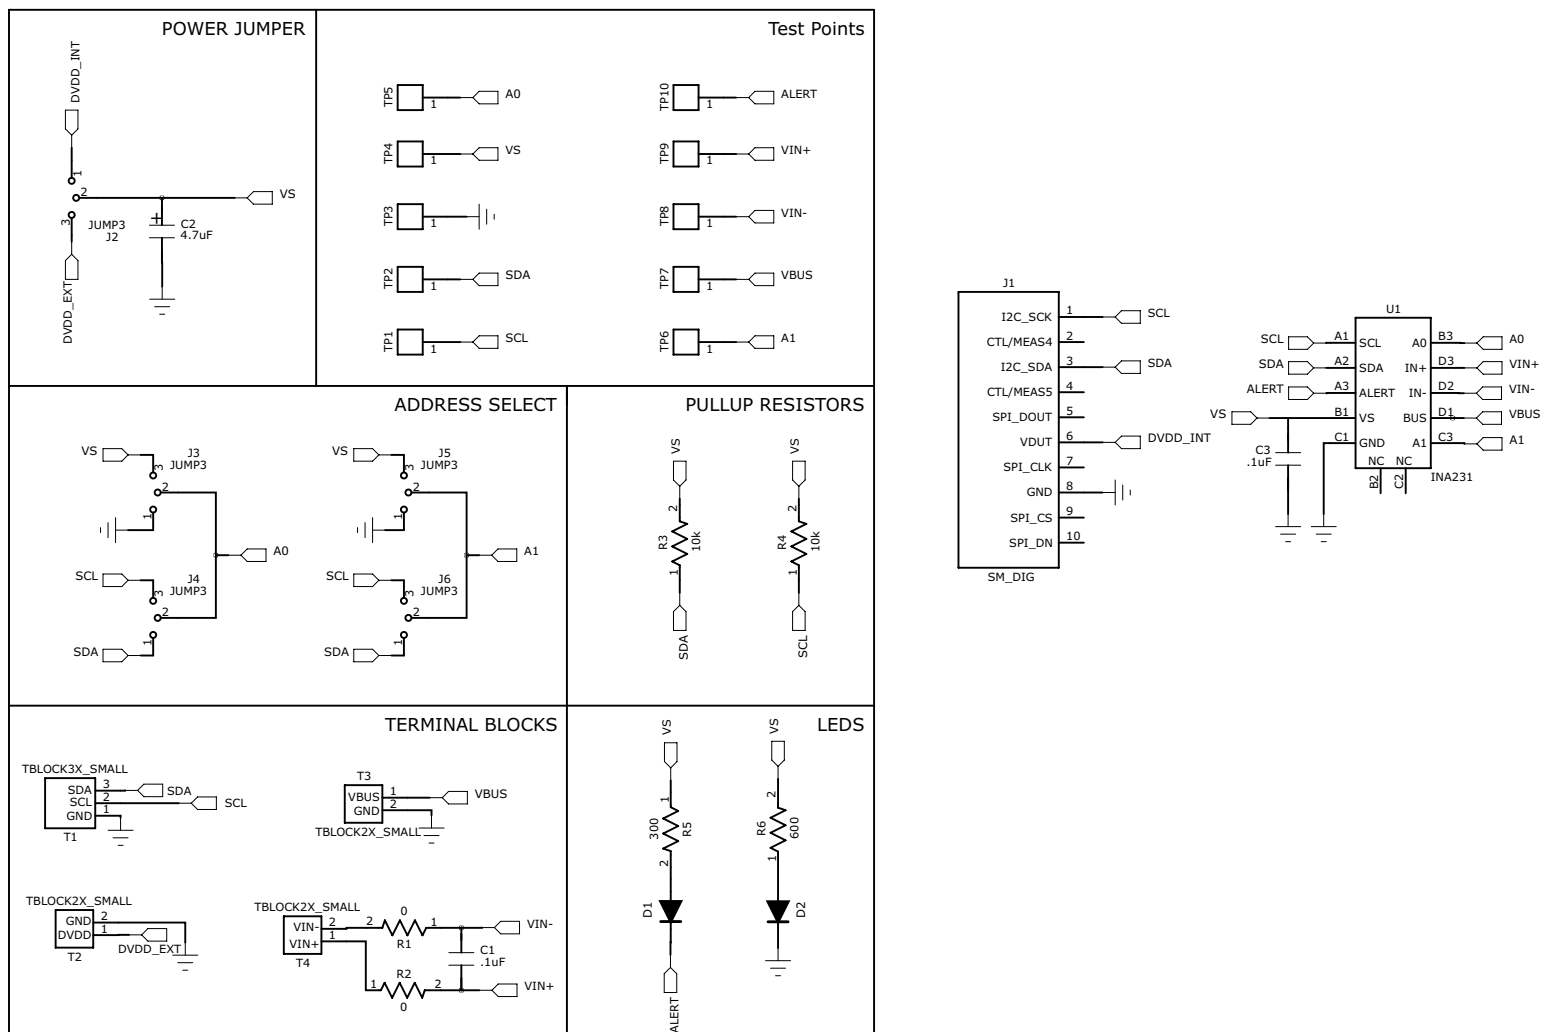 POWER JUMPER
DVDD_INT
1
2
VS
3
JUMP3
J2
+
C2
4.7uF
DVDD_EXT
Test Points
TP5
1
A0
TP10
1
ALERT
TP4
1
VS
TP9
1
VIN+
TP3
1
TP8
1
VIN-
TP2
1
SDA
TP7
1
VBUS
TP1
1
SCL
TP6
1
A1
ADDRESS SELECT
VS
3
J3
JUMP3
2
1
A0
SCL
3
J4
JUMP3
2
1
SDA
VS
3
J5
JUMP3
2
1
A1
SCL
3
J6
JUMP3
2
1
SDA
PULLUP RESISTORS
VS
2
R3
10k
1
SDA
VS
2
R4
10k
1
SCL
TERMINAL BLOCKS
TBLOCK3X_SMALL
SDA
3
SDA
SCL
2
SCL
GND
1
T1
T3
VBUS
1
VBUS
GND
2
TBLOCK2X_SMALL
TBLOCK2X_SMALL
GND
2
DVDD
1
DVDD_EXT
T2
TBLOCK2X_SMALL
VIN-
2
VIN+
1
T4
2
0
1
R1
VIN-
C1
.1uF
R2
1
2
0
VIN+
LEDS
VS
1
300
R5
2
D1
ALERT
VS
2
R6
600
1
D2
J1
I2C_SCK
1
SCL
CTL/MEAS4
2
I2C_SDA
3
SDA
CTL/MEAS5
4
SPI_DOUT
5
VDUT
6
DVDD_INT
SPI_CLK
7
GND
8
SPI_CS
9
SPI_DN
10
SM_DIG
U1
SCL
A1
SCL
A0
B3
A0
SDA
A2
SDA
IN+
D3
VIN+
ALERT
A3
ALERT
IN-
D2
VIN-
VS
B1
VS
BUS
D1
VBUS
C1
GND
A1
C3
A1
C3
.1uF
NC
NC
B2
C2
INA231